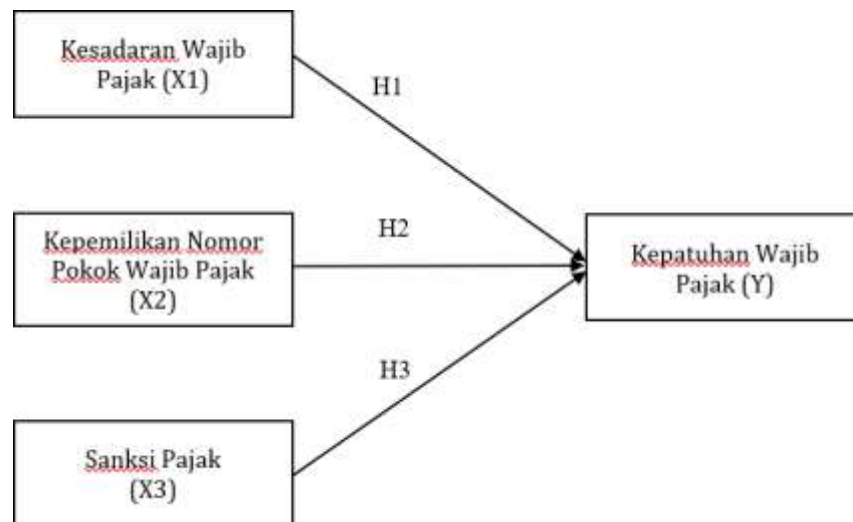 Kesadaran Wajib
Pajak (X1)
H1
Kepemilikan Nomor
Pokok Wajib Pajak
(X2)
H2
Kepatuhan Wajib
Pajak (Y)
H3
Sanksi Pajak
(X3)